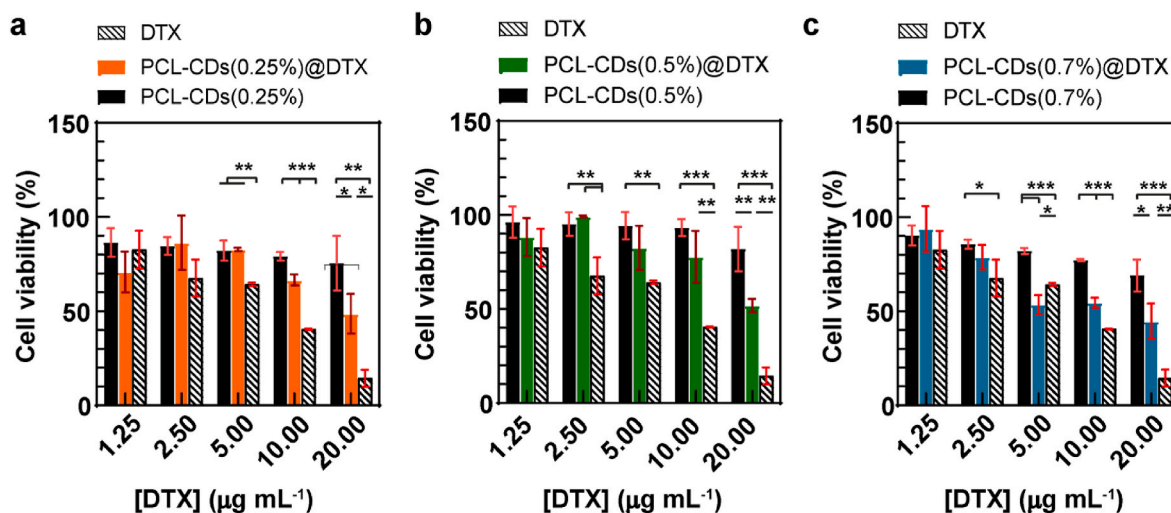 a
DTX
PCL-CDs(0.25%)@DTX
PCL-CDs(0.25%)
Cell viability (%)
150
100
50
0
**
***
**
*
*
1.25
2.50
5.00
10.00
20.00
[DTX] (µg mL-1)
b
DTX
PCL-CDs(0.5%)@DTX
PCL-CDs(0.5%)
Cell viability (%)
150
100
50
0
**
**
***
**
***
**
**
1.25
2.50
5.00
10.00
20.00
[DTX] (µg mL-1)
c
DTX
PCL-CDs(0.7%)@DTX
PCL-CDs(0.7%)
Cell viability (%)
150
100
50
0
*
***
*
***
***
*
**
1.25
2.50
5.00
10.00
20.00
[DTX] (µg mL-1)